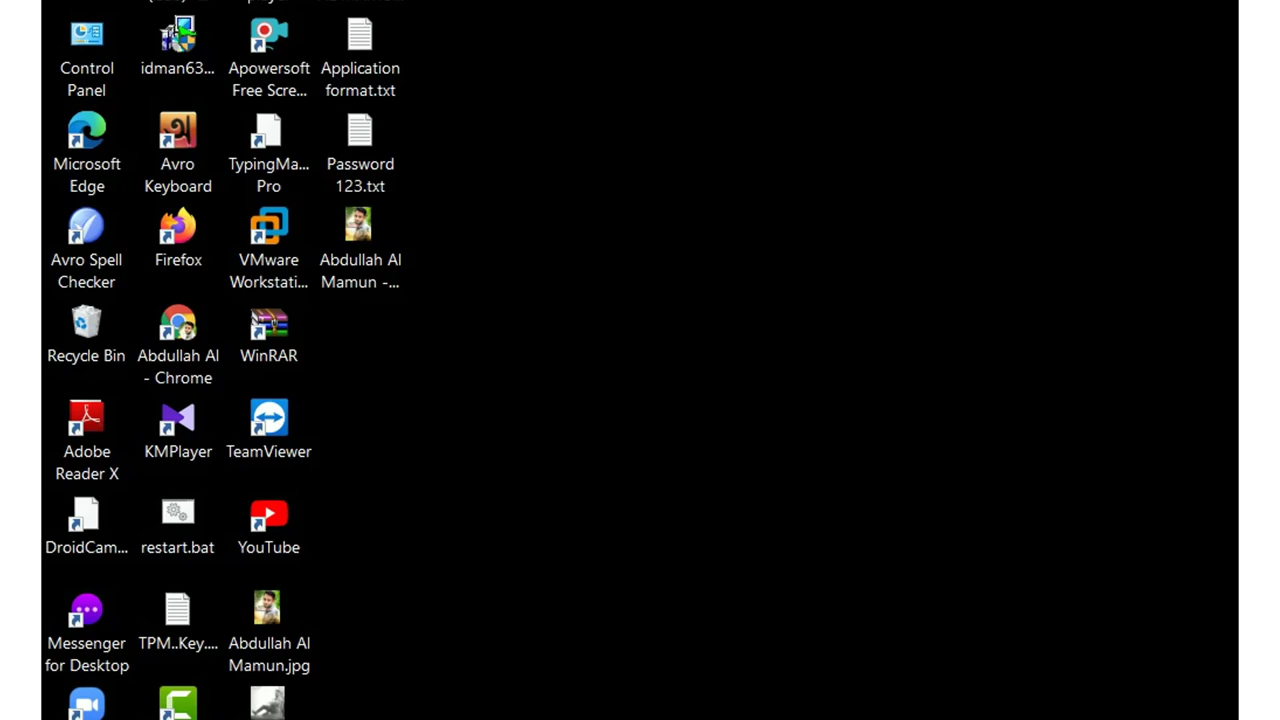 Control
Panel
idman63...
Apowersoft
Free Scre...
Application
format.txt
Microsoft
Edge
Avro
Keyboard
TypingMa...
Pro
Password
123.txt
Avro Spell
Checker
Firefox
VMware
Workstati...
Abdullah Al
Mamun -...
Recycle Bin
Abdullah Al
- Chrome
WinRAR
Adobe
Reader X
KMPlayer
TeamViewer
DroidCam...
restart.bat
YouTube
Messenger
for Desktop
TPM..Key....
Abdullah Al
Mamun.jpg